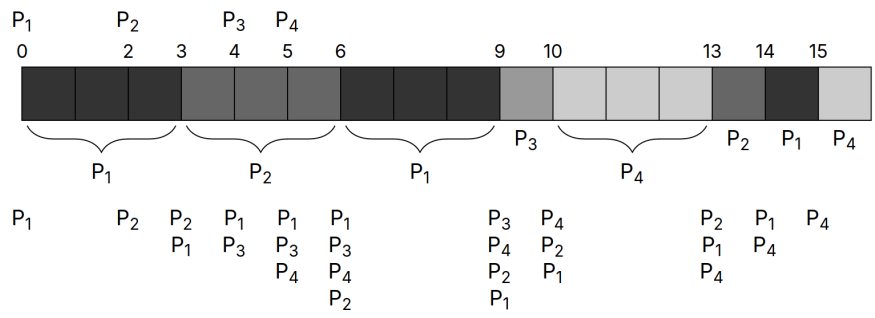 P₁ P₂ P₃ P₄
0 2 3 4 5 6 9 10 13 14 15
P₃ P₂ P₁ P₄
P₁ P₂ P₁ P₄
P₁ P₂ P₂ P₁ P₁ P₁ P₃ P₄ P₂ P₁ P₄
P₁ P₃ P₃ P₃ P₄ P₂ P₁ P₄
P₄ P₄ P₂ P₁ P₄
P₂ P₁